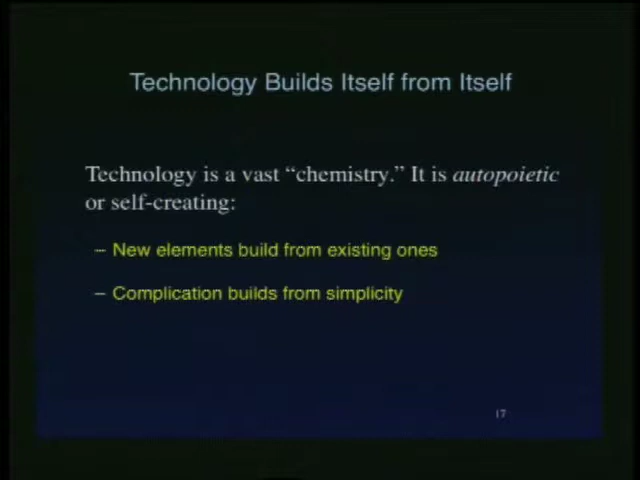 Technology Builds Itself from Itself
Technology is a vast “chemistry.” It is autopoietic
or self-creating:
– New elements build from existing ones
– Complication builds from simplicity
17